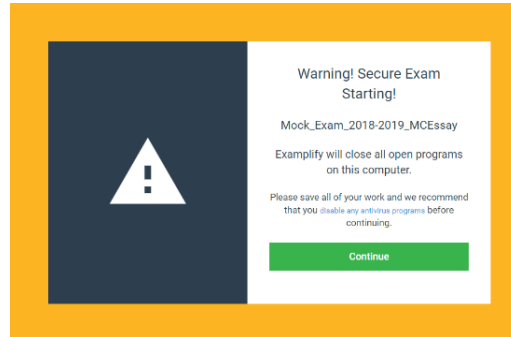 Warning! Secure Exam
Starting!
Mock_Exam_2018-2019_MCEssay
Examplify will close all open programs
on this computer.
Please save all of your work and we recommend
that you disable any antivirus programs before
continuing.
Continue